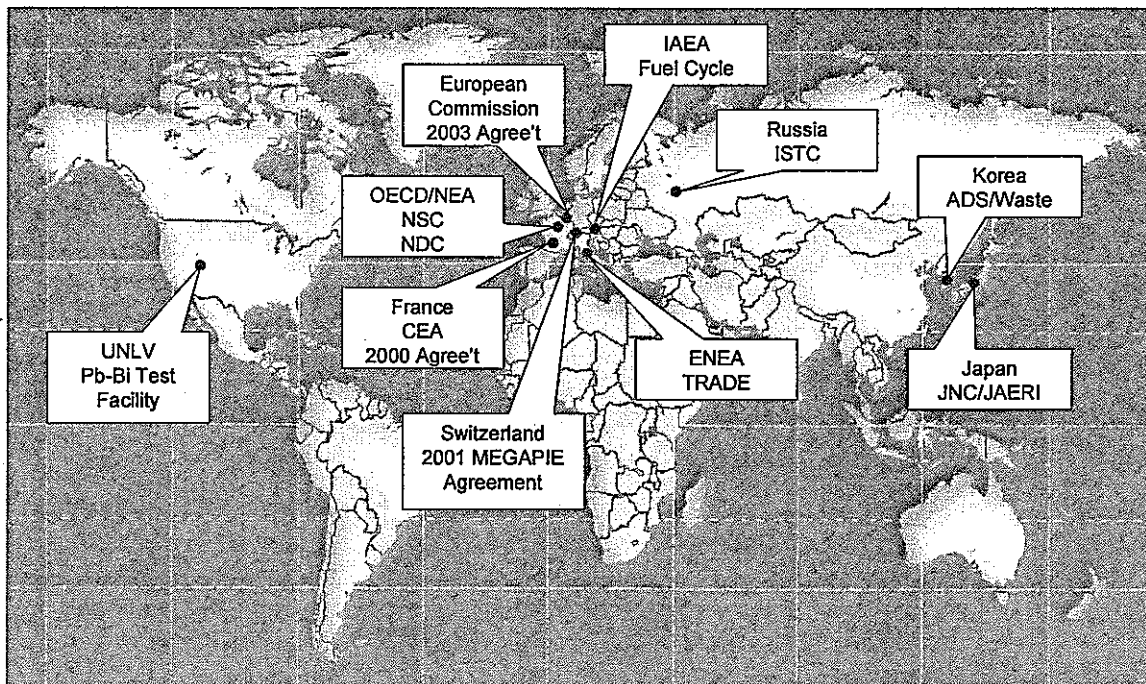 IAEA
Fuel Cycle
European
Commission
2003 Agree't
Russia
ISTC
Korea
ADS/Waste
OECD/NEA
NSC
NDC
France
CEA
2000 Agree't
ENEA
TRADE
UNLV
Pb-Bi Test
Facility
Japan
JNC/JAERI
Switzerland
2001 MEGAPIE
Agreement